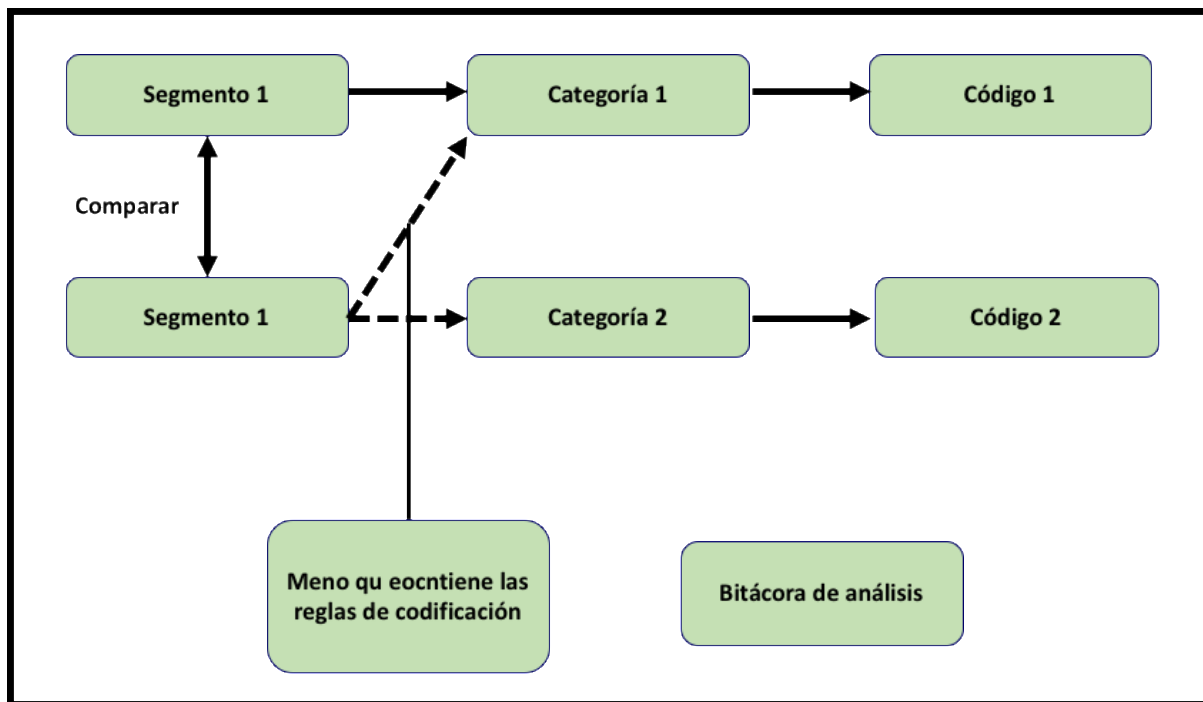 Segmento 1
Categoría 1
Código 1
Comparar
Segmento 1
Categoría 2
Código 2
Meno qu eocntiene las
reglas de codificación
Bitácora de análisis